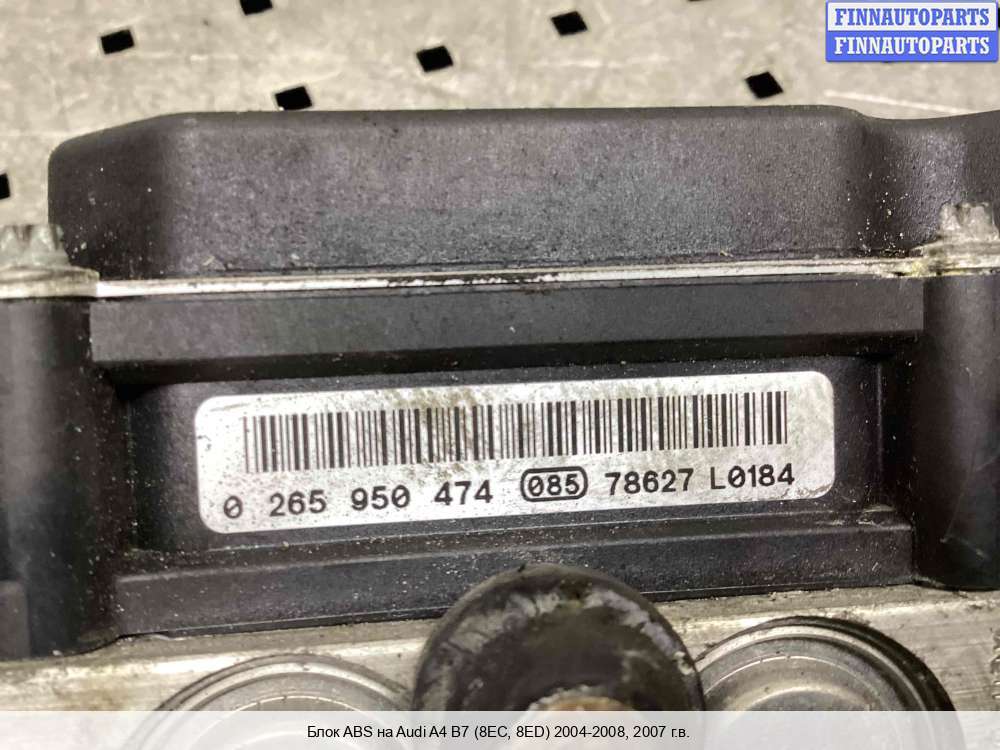 FINNAUTOPARTS
FINNAUTOPARTS
0 265 950 474 085 78627 L0184
Блок ABS на Audi A4 B7 (8EC, 8ED) 2004-2008, 2007 г.в.